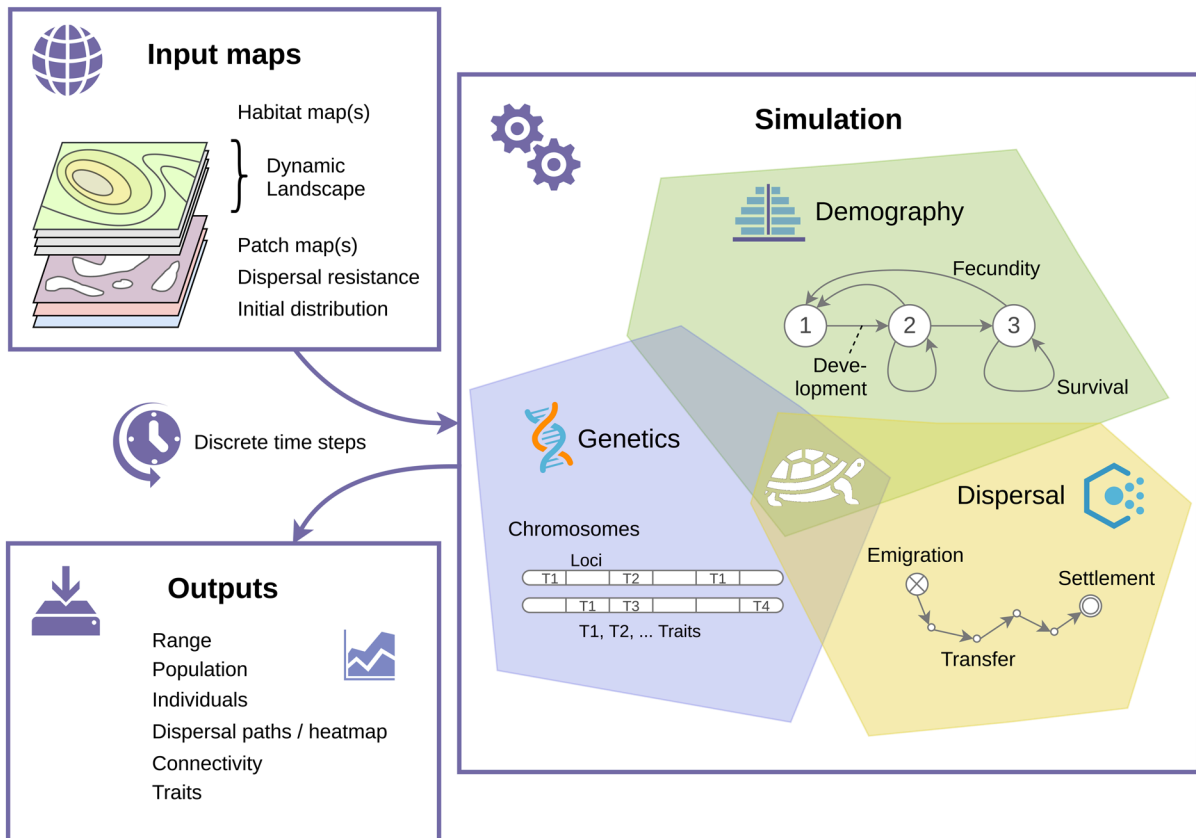 Input maps
Habitat map(s)
Dynamic
Landscape
Patch map(s)
Dispersal resistance
Initial distribution
Discrete time steps
Outputs
Range
Population
Individuals
Dispersal paths / heatmap
Connectivity
Traits
Simulation
Demography
Fecundity
1 2 3
Deve-
lopment
Survival
Genetics
Chromosomes
Loci
T1 T2 T1
T1 T3 T4
T1, T2, ... Traits
Dispersal
Emigration
Settlement
Transfer